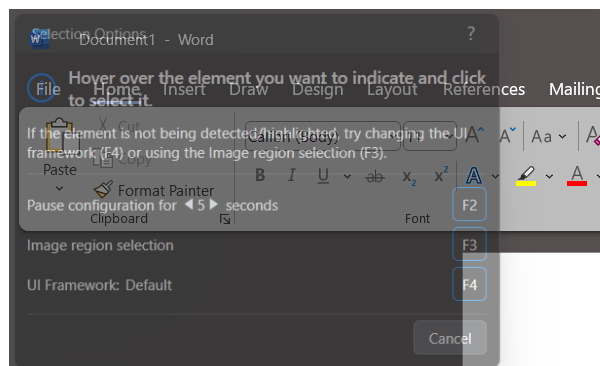 Selection Options
?
Document1 - Word
Hover over the element you want to indicate and click
to select it.
File Home Insert Draw Design Layout References Mailing
If the element is not being detected/highlighted, try changing the UI
framework (F4) or using the Image region selection (F3).
Cut
Calibri (Body)
11
A A Aa A
Paste
Copy
Format Painter
B I U ab x₂ x² A A
Clipboard
Font
Pause configuration for 5 seconds
F2
Image region selection
F3
UI Framework: Default
F4
Cancel